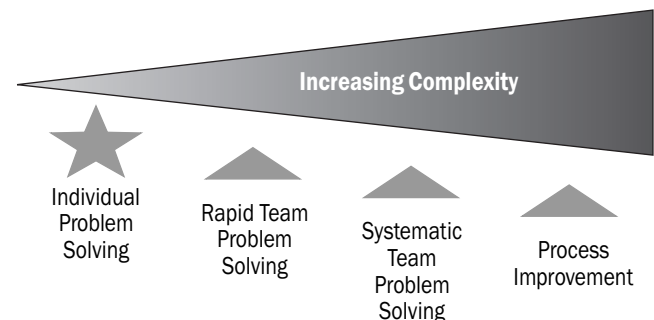 Increasing Complexity
Individual
Problem
Solving
Rapid Team
Problem
Solving
Systematic
Team
Problem
Solving
Process
Improvement